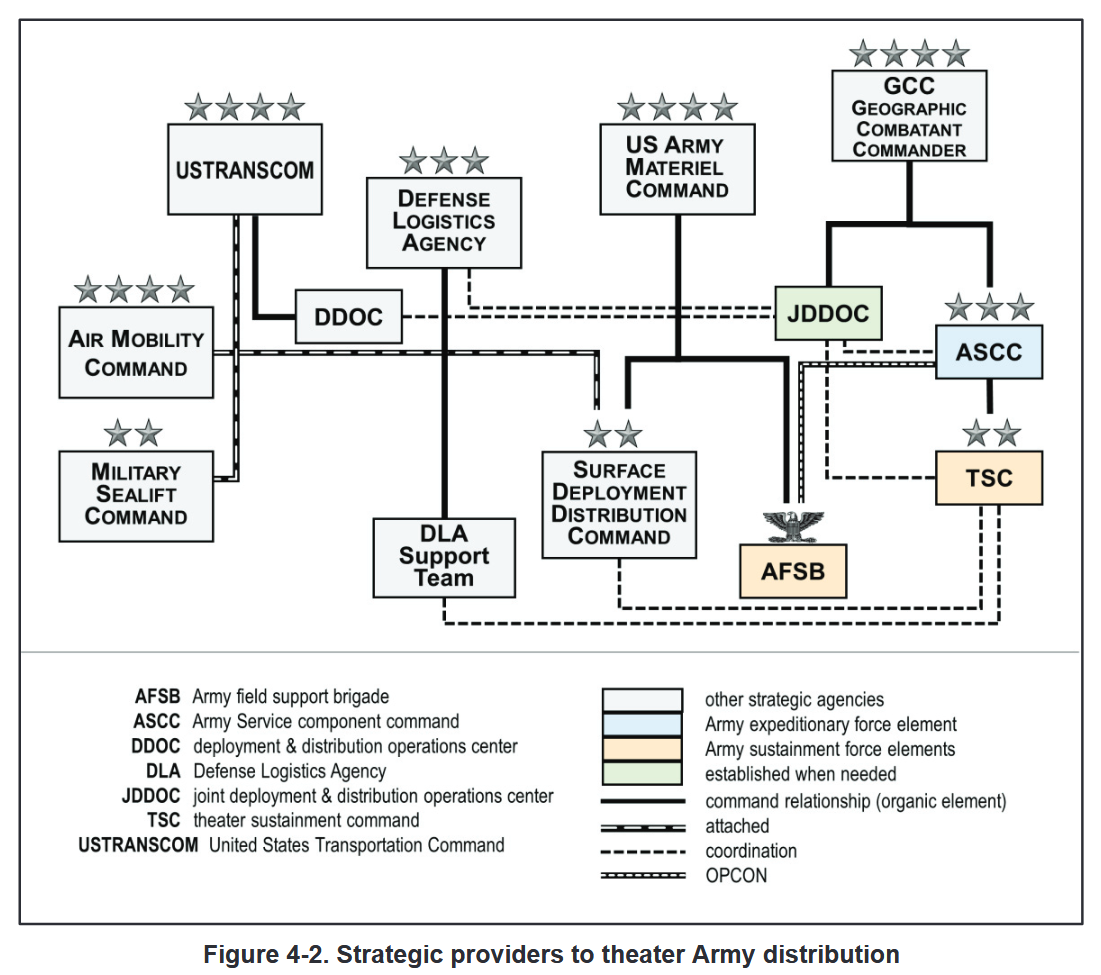 GCC
GEOGRAPHIC
COMBATANT
COMMANDER
USTRANSCOM
US ARMY
MATERIEL
COMMAND
DEFENSE
LOGISTICS
AGENCY
DDOC
JDDOC
AIR MOBILITY
COMMAND
ASCC
MILITARY
SEALIFT
COMMAND
SURFACE
DEPLOYMENT
DISTRIBUTION
COMMAND
TSC
DLA
Support
Team
AFSB
AFSB Army field support brigade
ASCC Army Service component command
DDOC deployment & distribution operations center
DLA Defense Logistics Agency
JDDOC joint deployment & distribution operations center
TSC theater sustainment command
USTRANSCOM United States Transportation Command
other strategic agencies
Army expeditionary force element
Army sustainment force elements
established when needed
command relationship (organic element)
attached
coordination
OPCON
Figure 4-2. Strategic providers to theater Army distribution